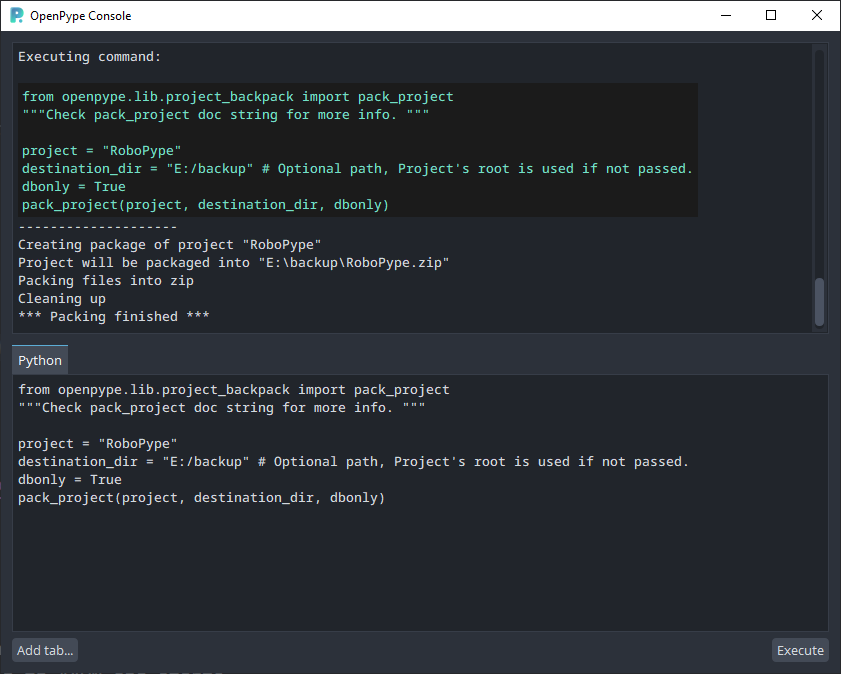 OpenPype Console
Executing command:
from openpype.lib.project_backpack import pack_project
"""Check pack_project doc string for more info. """
project = "RoboPype"
destination_dir = "E:/backup" # Optional path, Project's root is used if not passed.
dbonly = True
pack_project(project, destination_dir, dbonly)
--------------------
Creating package of project "RoboPype"
Project will be packaged into "E:\backup\RoboPype.zip"
Packing files into zip
Cleaning up
*** Packing finished ***
Python
from openpype.lib.project_backpack import pack_project
"""Check pack_project doc string for more info. """
project = "RoboPype"
destination_dir = "E:/backup" # Optional path, Project's root is used if not passed.
dbonly = True
pack_project(project, destination_dir, dbonly)
Add tab...
Execute